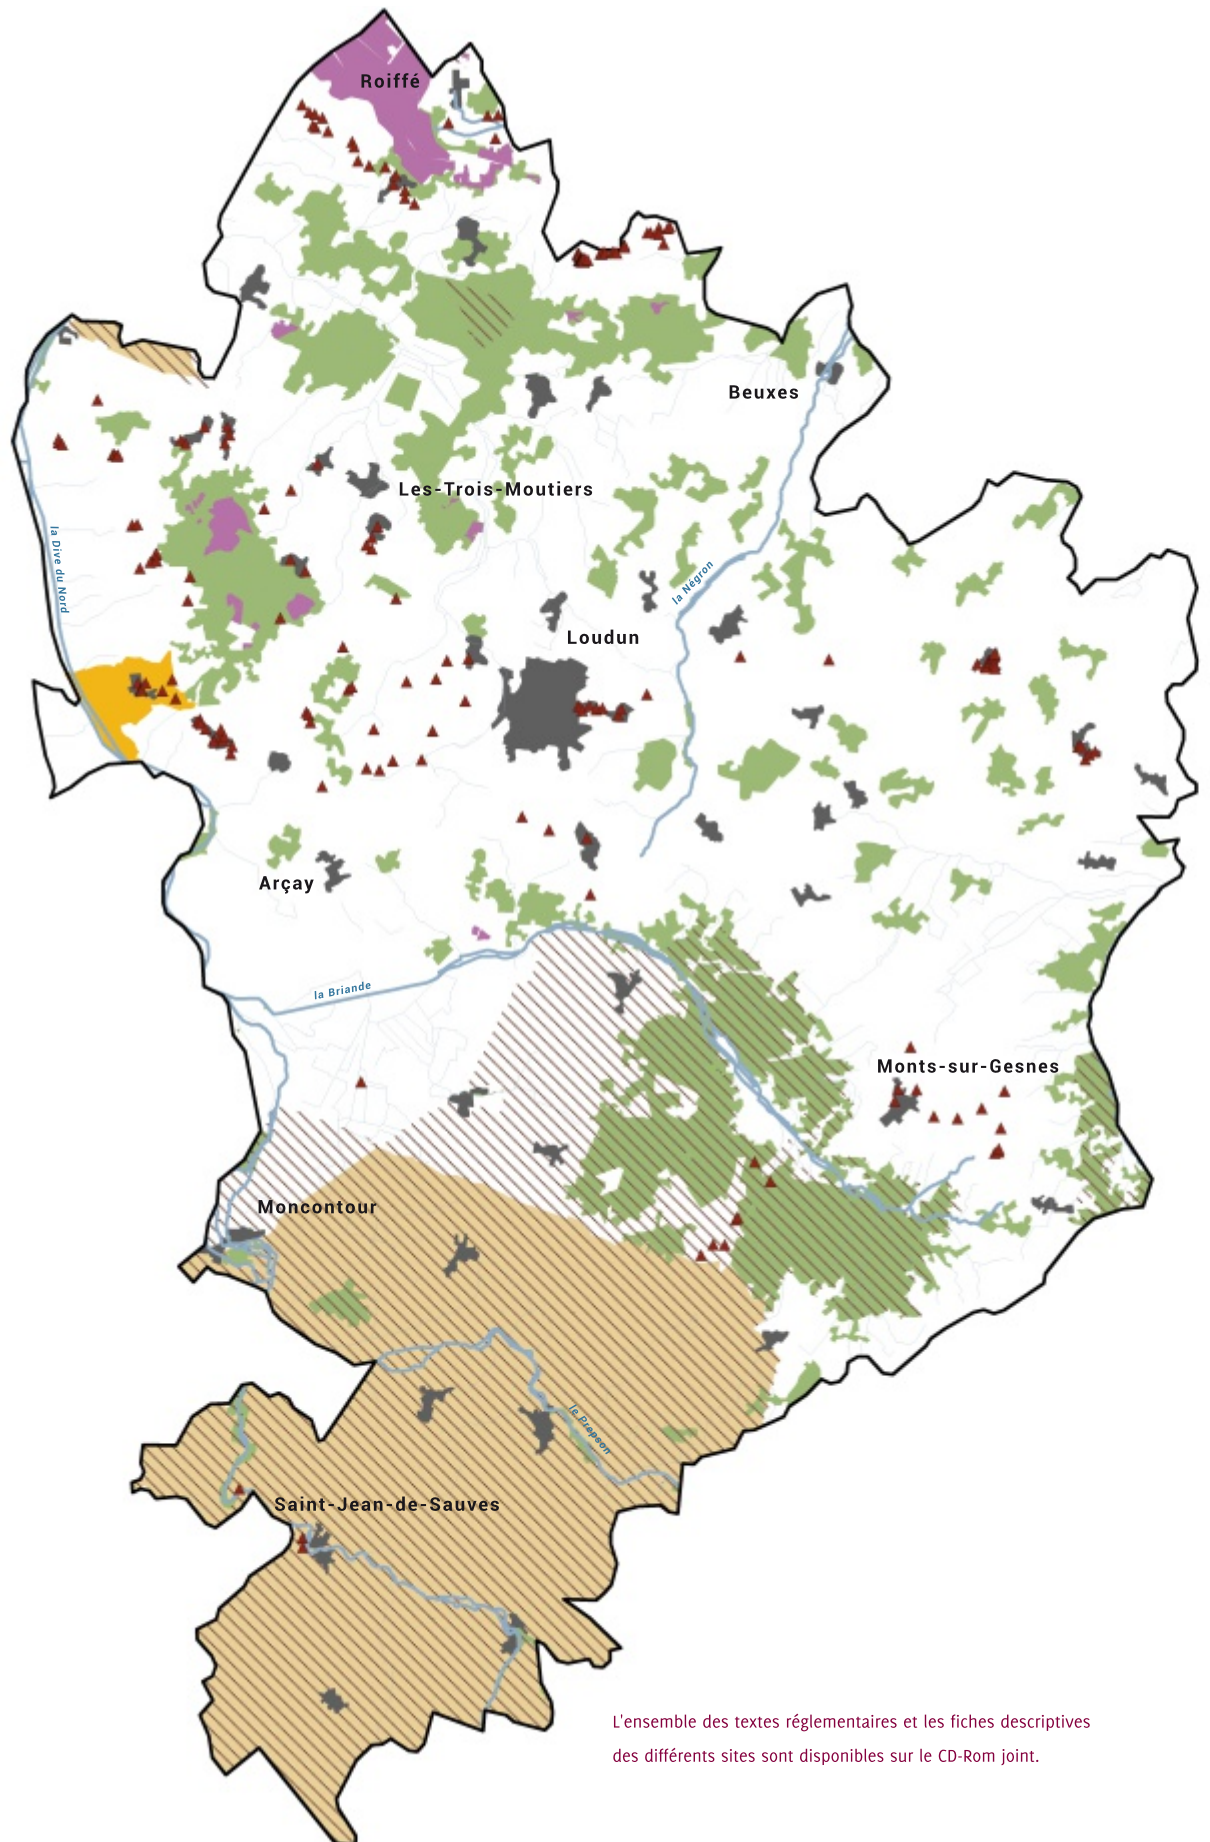 Roiffé
Beuxes
Les-Trois-Moutiers
la Dive du Nord
la Négron
Loudun
Arçay
la Briande
Monts-sur-Gesnes
Moncontour
le Prepson
Saint-Jean-de-Sauves
L'ensemble des textes réglementaires et les fiches descriptives
des différents sites sont disponibles sur le CD-Rom joint.